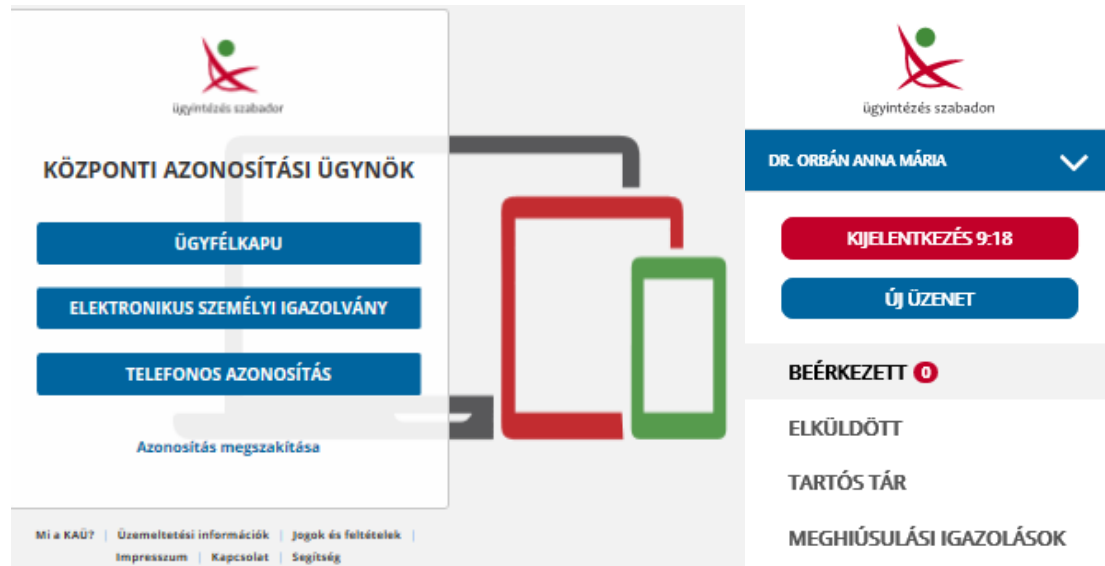 ügyintézés szabador
KÖZPONTI AZONOSÍTÁSI ÜGYNÖK
ÜGYFÉLKAPU
ELEKTRONIKUS SZEMÉLYI IGAZOLVÁNY
TELEFONOS AZONOSÍTÁS
Azonosítás megszakítása
Mi a KAÜ? | Üzemeltetési információk | Jogok és feltételek |
Impresszum | Kapcsolat | Segítség
ügyintézés szabadon
DR. ORBÁN ANNA MÁRIA
KIJELENTKEZÉS 9:18
ÚJ ÜZENET
BEÉRKEZETT 0
ELKÜLDÖTT
TARTÓS TÁR
MEGHIÚSULÁSI IGAZOLÁSOK